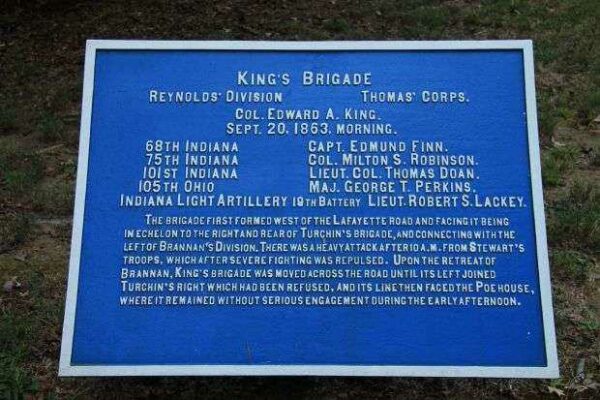 KING'S BRIGADE
REYNOLDS' DIVISION THOMAS' CORPS.
COL. EDWARD A. KING.
SEPT. 20, 1863, MORNING.
68TH INDIANA CAPT. EDMUND FINN.
75TH INDIANA COL. MILTON S. ROBINSON.
101ST INDIANA LIEUT. COL. THOMAS DOAN.
105TH OHIO MAJ. GEORGE T. PERKINS.
INDIANA LIGHT ARTILLERY 19TH BATTERY LIEUT. ROBERT S. LACKEY.
THE BRIGADE FIRST FORMED WEST OF THE LAFAYETTE ROAD AND FACING IT BEING
IN ECHELON TO THE RIGHT AND REAR OF TURCHIN'S BRIGADE, AND CONNECTING WITH THE
LEFT OF BRANNAN'S DIVISION. THERE WAS A HEAVY ATTACK AFTER 10 A.M. FROM STEWART'S
TROOPS, WHICH AFTER SEVERE FIGHTING WAS REPULSED. UPON THE RETREAT OF
BRANNAN, KING'S BRIGADE WAS MOVED ACROSS THE ROAD UNTIL ITS LEFT JOINED
TURCHIN'S RIGHT WHICH HAD BEEN REFUSED, AND ITS LINE THEN FACED THE POE HOUSE,
WHERE IT REMAINED WITHOUT SERIOUS ENGAGEMENT DURING THE EARLY AFTERNOON.